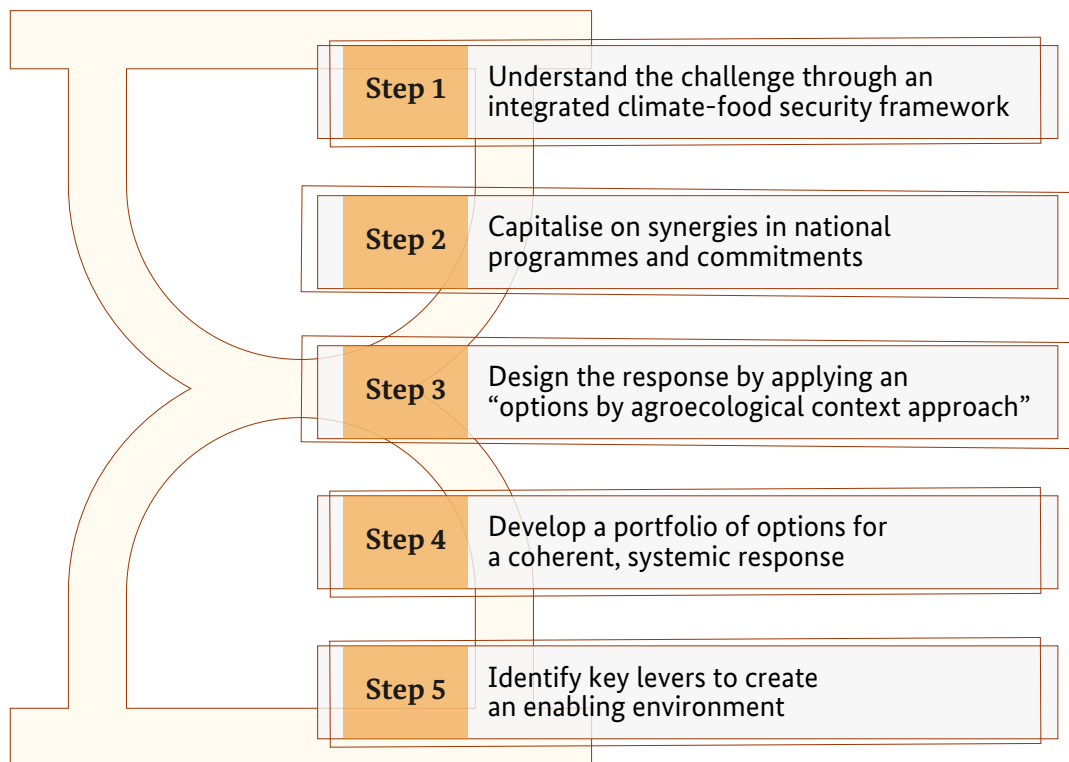 Step 1
Understand the challenge through an
integrated climate-food security framework
Step 2
Capitalise on synergies in national
programmes and commitments
Step 3
Design the response by applying an
“options by agroecological context approach”
Step 4
Develop a portfolio of options for
a coherent, systemic response
Step 5
Identify key levers to create
an enabling environment